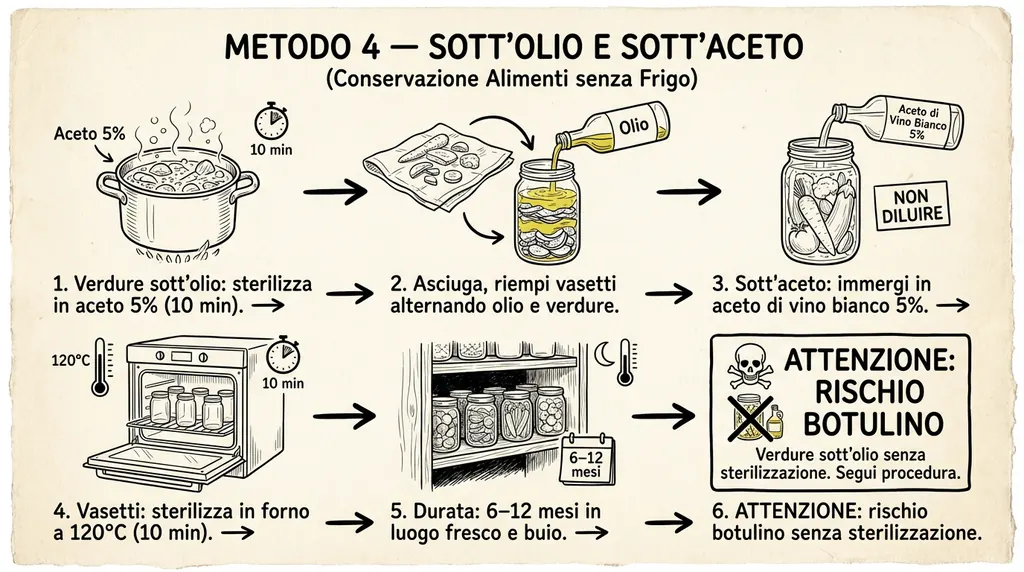 METODO 4 — SOTT'OLIO E SOTT'ACETO
(Conservazione Alimenti senza Frigo)
Aceto 5%
10 min
Olio
Aceto di
Vino Bianco
5%
NON
DILUIRE
1. Verdure sott'olio: sterilizza
in aceto 5% (10 min).
2. Asciuga, riempi vasetti
alternando olio e verdure.
3. Sott'aceto: immergi in
aceto di vino bianco 5%.
120°C
10 min
6–12
mesi
ATTENZIONE:
RISCHIO
BOTULINO
Verdure sott'olio senza
sterilizzazione. Segui procedura.
4. Vasetti: sterilizza in forno
a 120°C (10 min).
5. Durata: 6–12 mesi in
luogo fresco e buio.
6. ATTENZIONE: rischio
botulino senza sterilizzazione.